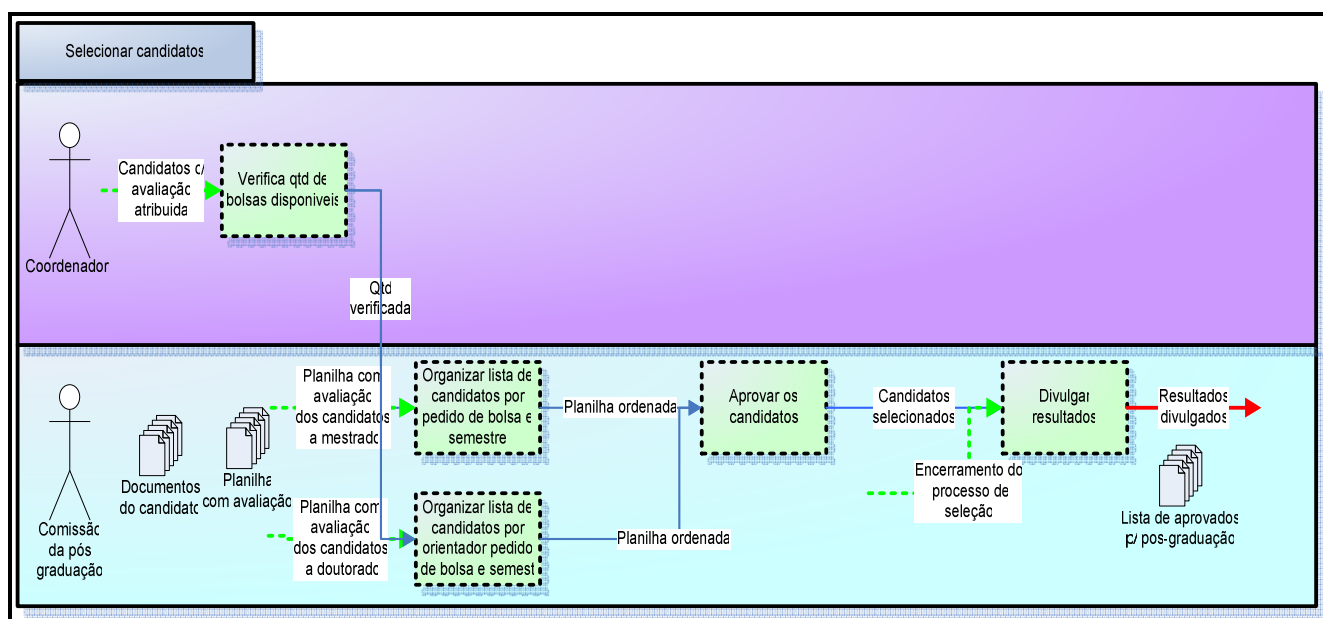 Selecionar candidatos
Candidatos c/
avaliação
atribuida
Verifica qtd de
bolsas disponiveis
Coordenador
Qtd
verificada
Planilha com
avaliação
dos candidatos
a mestrado
Organizar lista de
candidatos por
pedido de bolsa e
semestre
Planilha ordenada
Aprovar os
candidatos
Candidatos
selecionados
Divulgar
resultados
Resultados
divulgados
Documentos
do candidato
Planilha
com avaliação
Encerramento do
processo de
seleção
Lista de aprovados
p/ pos-graduação
Comissão
da pós
graduação
Planilha com
avaliação
dos candidatos
a doutorado
Organizar lista de
candidatos por
orientador pedido
de bolsa e semest
Planilha ordenada